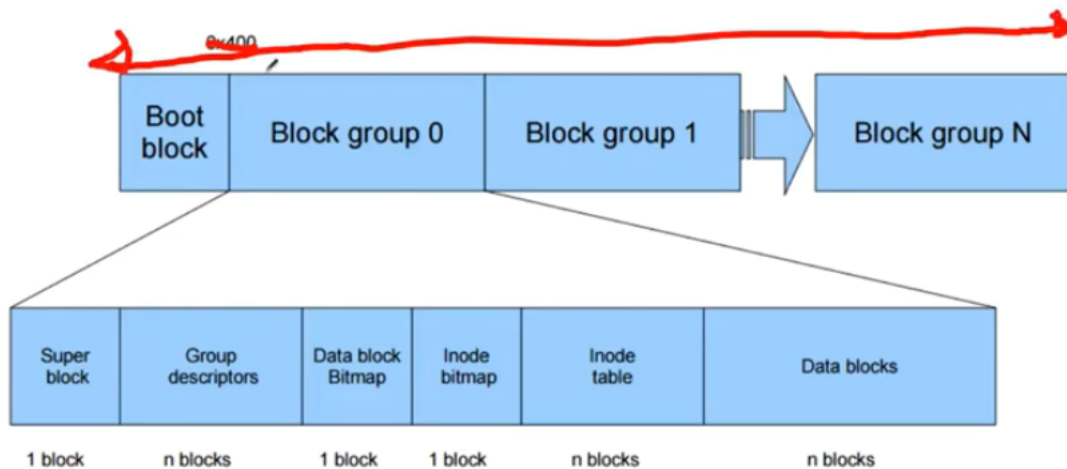 0x400
Boot
block
Block group 0
Block group 1
Block group N
Super
block
Group
descriptors
Data block
Bitmap
Inode
bitmap
Inode
table
Data blocks
1 block
n blocks
1 block
1 block
n blocks
n blocks